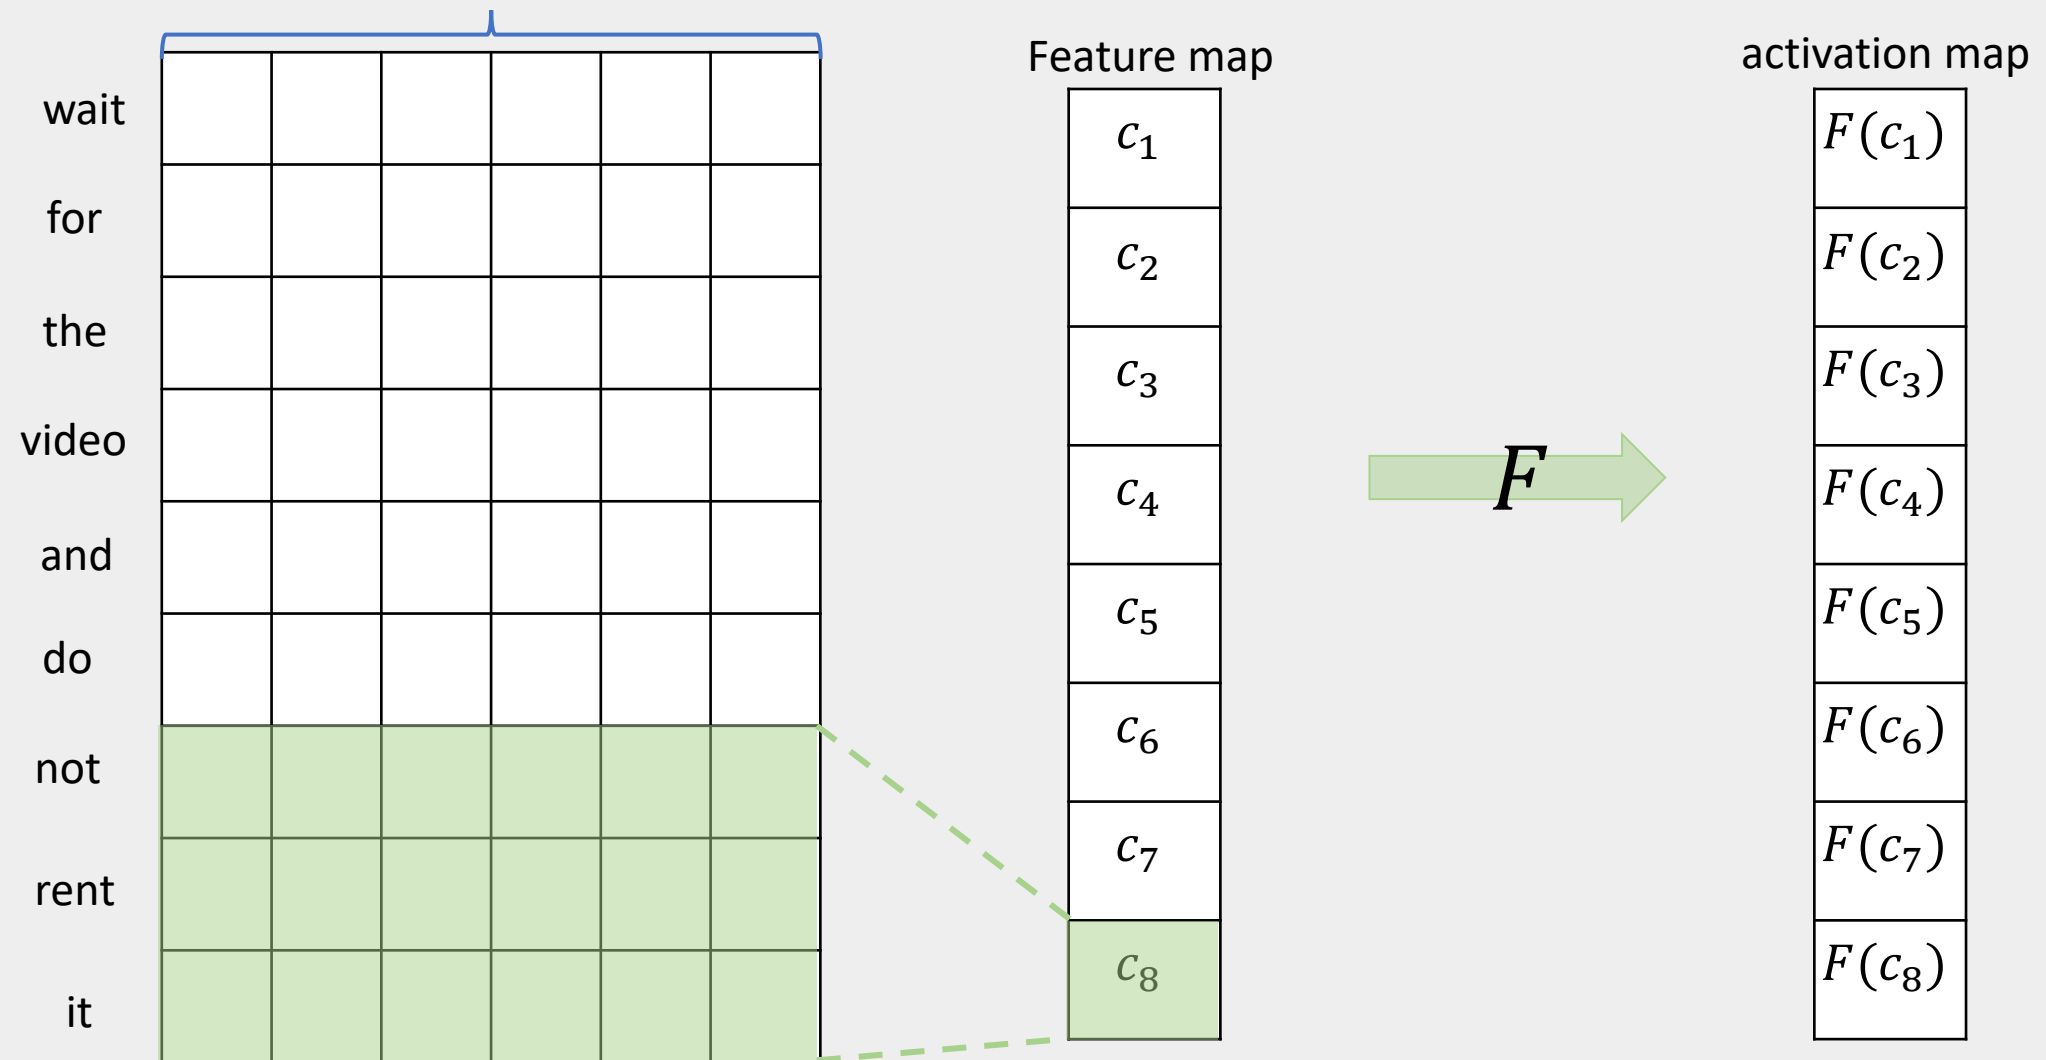 Feature map
activation map
wait
for
the
video
and
do
not
rent
it
c₁
c₂
c₃
c₄
c₅
c₆
c₇
c₈
F
F(c₁)
F(c₂)
F(c₃)
F(c₄)
F(c₅)
F(c₆)
F(c₇)
F(c₈)